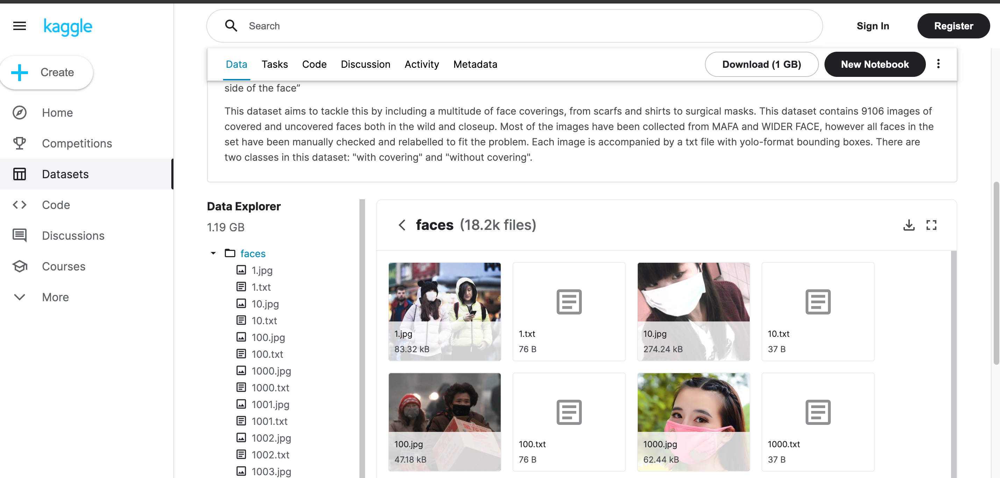 kaggle
Search
Sign In
Register
Create
Home
Competitions
Datasets
Code
Discussions
Courses
More
Data Tasks Code Discussion Activity Metadata
Download (1 GB)
New Notebook
side of the face”
This dataset aims to tackle this by including a multitude of face coverings, from scarfs and shirts to surgical masks. This dataset contains 9106 images of
covered and uncovered faces both in the wild and closeup. Most of the images have been collected from MAFA and WIDER FACE, however all faces in the
set have been manually checked and relabelled to fit the problem. Each image is accompanied by a txt file with yolo-format bounding boxes. There are
two classes in this dataset: "with covering" and "without covering".
Data Explorer
1.19 GB
faces
1.jpg
1.txt
10.jpg
10.txt
100.jpg
100.txt
1000.jpg
1000.txt
1001.jpg
1001.txt
1002.jpg
1002.txt
1003.jpg
faces (18.2k files)
1.jpg
83.32 kB
1.txt
76 B
10.jpg
274.24 kB
10.txt
37 B
100.jpg
47.18 kB
100.txt
76 B
1000.jpg
62.44 kB
1000.txt
37 B